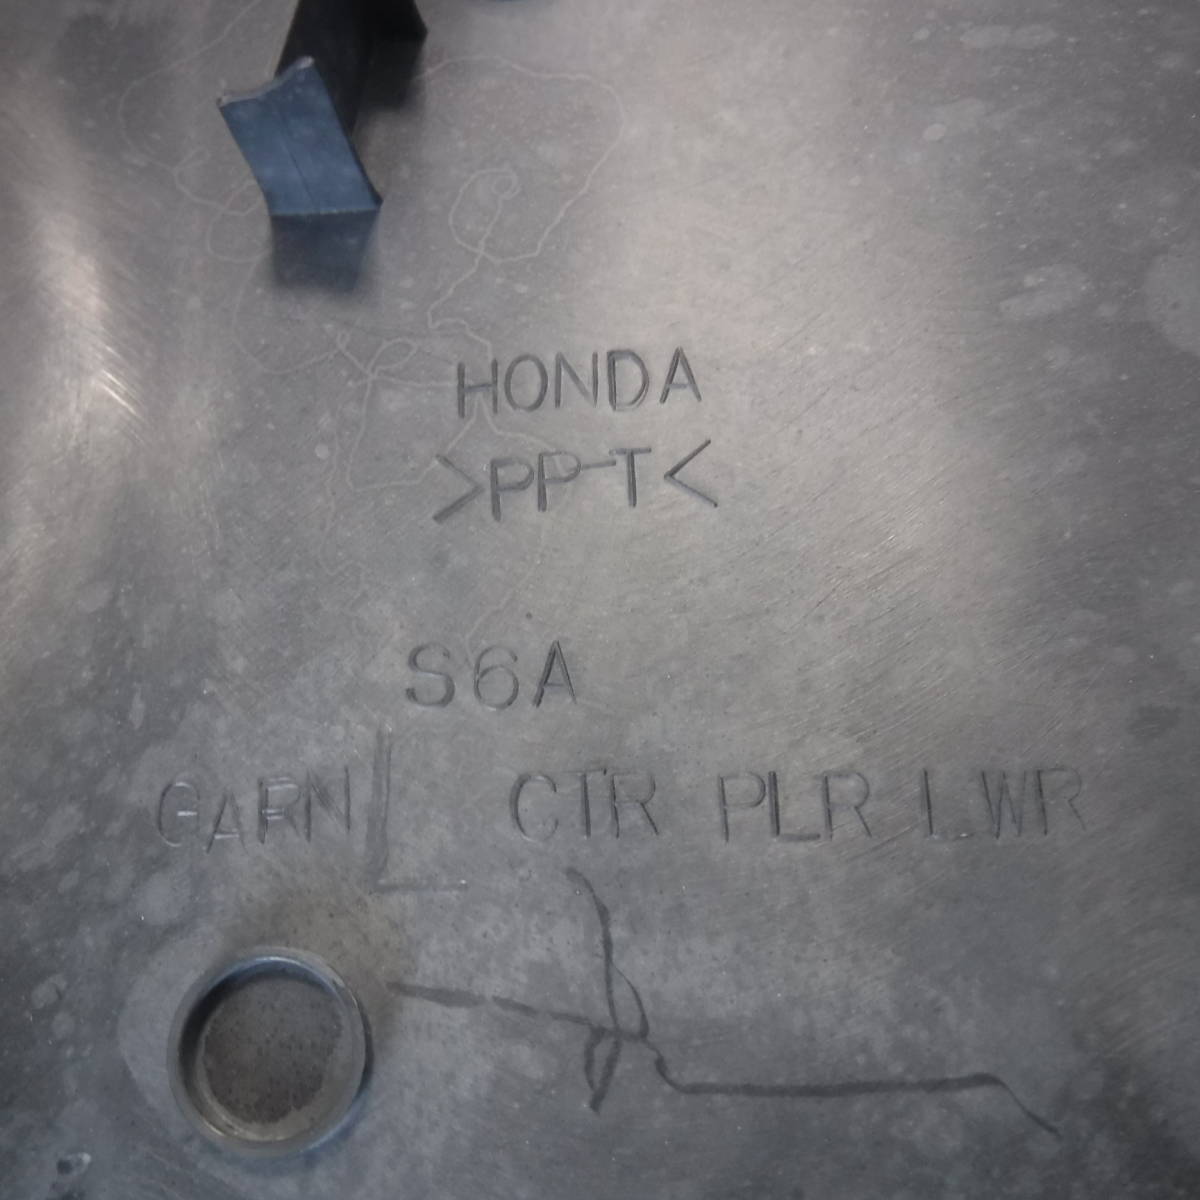 HONDA
>PP-T<
S6A
GARN L CTR PLR LWR